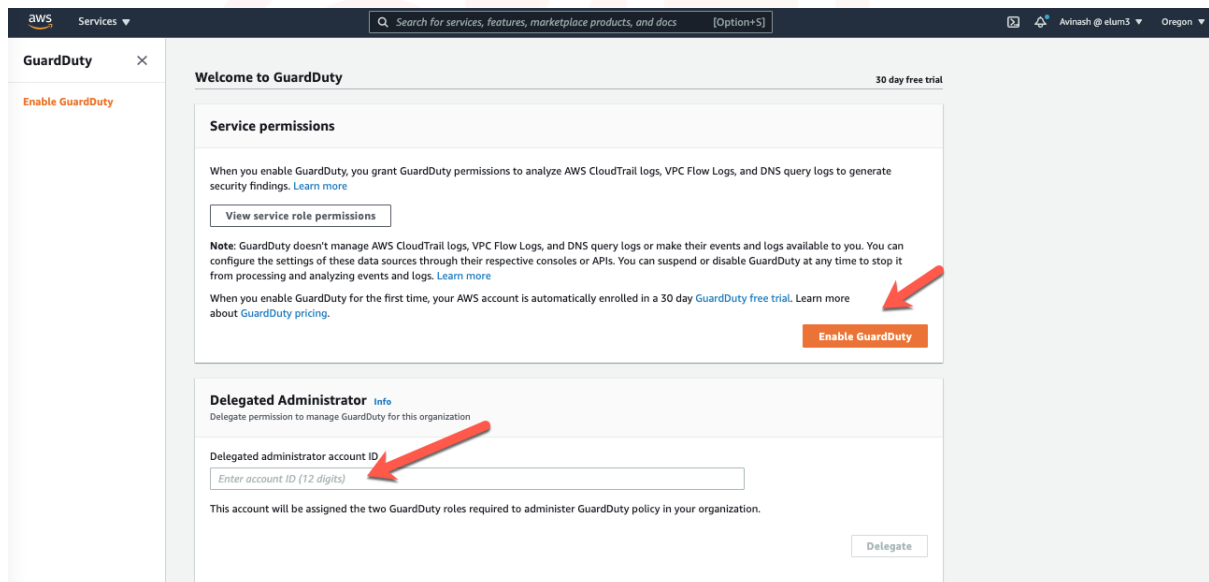 aws Services ▼ Search for services, features, marketplace products, and docs [Option+S] Avinash @ elum3 ▼ Oregon ▼
GuardDuty ×
Enable GuardDuty
Welcome to GuardDuty 30 day free trial
Service permissions
When you enable GuardDuty, you grant GuardDuty permissions to analyze AWS CloudTrail logs, VPC Flow Logs, and DNS query logs to generate
security findings. Learn more
View service role permissions
Note: GuardDuty doesn't manage AWS CloudTrail logs, VPC Flow Logs, and DNS query logs or make their events and logs available to you. You can
configure the settings of these data sources through their respective consoles or APIs. You can suspend or disable GuardDuty at any time to stop it
from processing and analyzing events and logs. Learn more
When you enable GuardDuty for the first time, your AWS account is automatically enrolled in a 30 day GuardDuty free trial. Learn more
about GuardDuty pricing.
Enable GuardDuty
Delegated Administrator Info
Delegate permission to manage GuardDuty for this organization
Delegated administrator account ID
Enter account ID (12 digits)
This account will be assigned the two GuardDuty roles required to administer GuardDuty policy in your organization.
Delegate